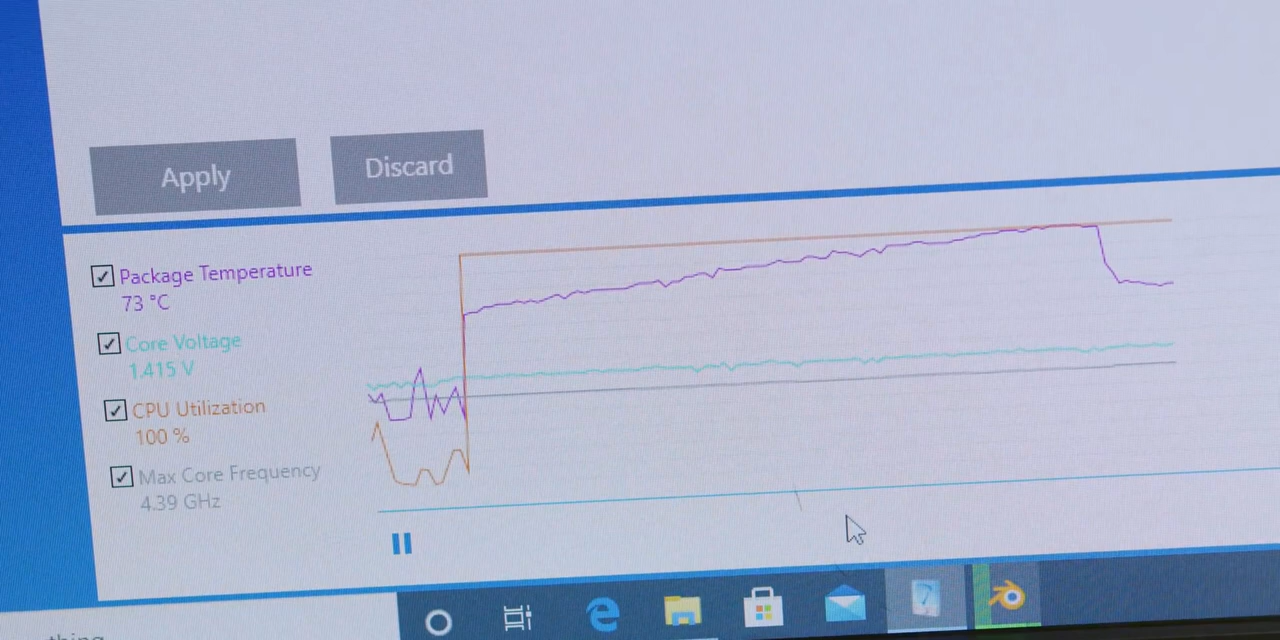 Apply
Discard
Package Temperature
73 °C
Core Voltage
1.415 V
CPU Utilization
100 %
Max Core Frequency
4.39 GHz